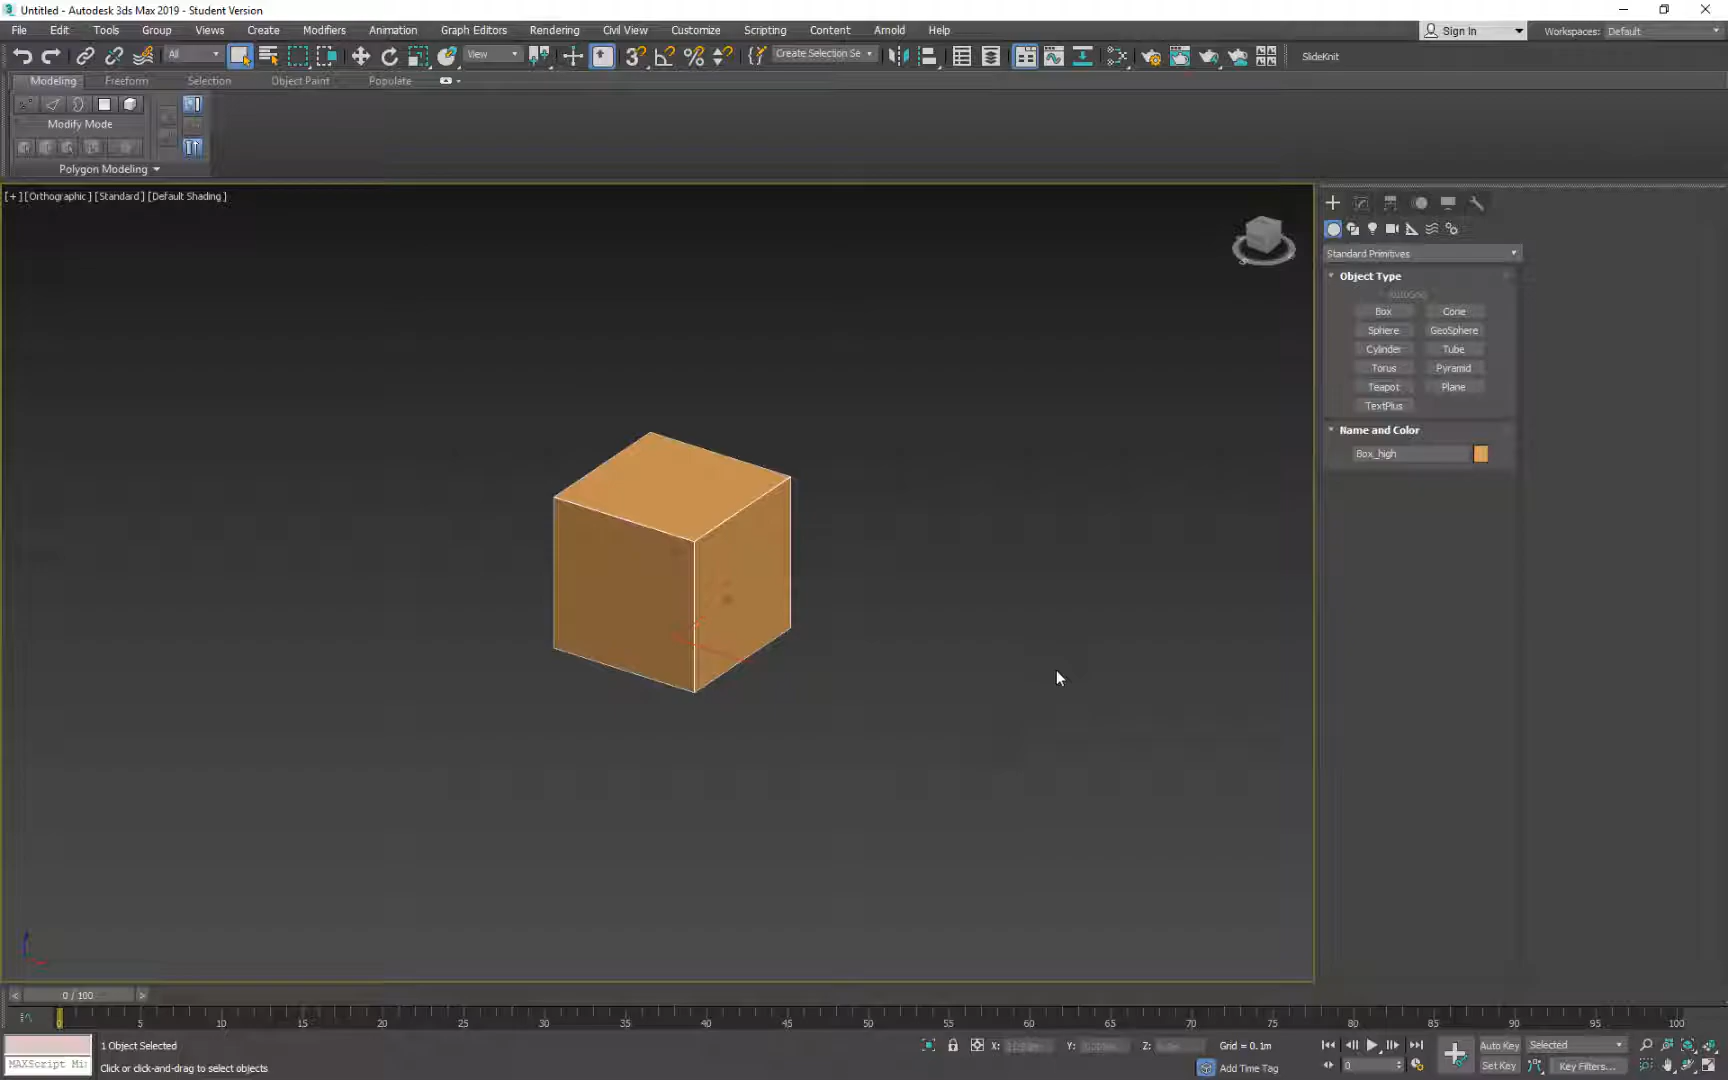 Untitled - Autodesk 3ds Max 2019 - Student Version
File Edit Tools Group Views Create Modifiers Animation Graph Editors Rendering Civil View Customize Scripting Content Arnold Help
Sign In Workspaces: Default
All View Create Selection Se SlideKnit
Modeling Freeform Selection Object Paint Populate
Modify Mode
Polygon Modeling
[+] [Orthographic] [Standard] [Default Shading]
Standard Primitives
Object Type
AutoGrid
Box Cone
Sphere GeoSphere
Cylinder Tube
Torus Pyramid
Teapot Plane
TextPlus
Name and Color
Box_high
< 0 / 100 >
0 5 10 15 20 25 30 35 40 45 50 55 60 65 70 75 80 85 90 95 100
1 Object Selected X: Y: Z: Grid = 0.1m Auto Key Selected
MAXScript Mi Click or click-and-drag to select objects Add Time Tag 0 Set Key Key Filters...